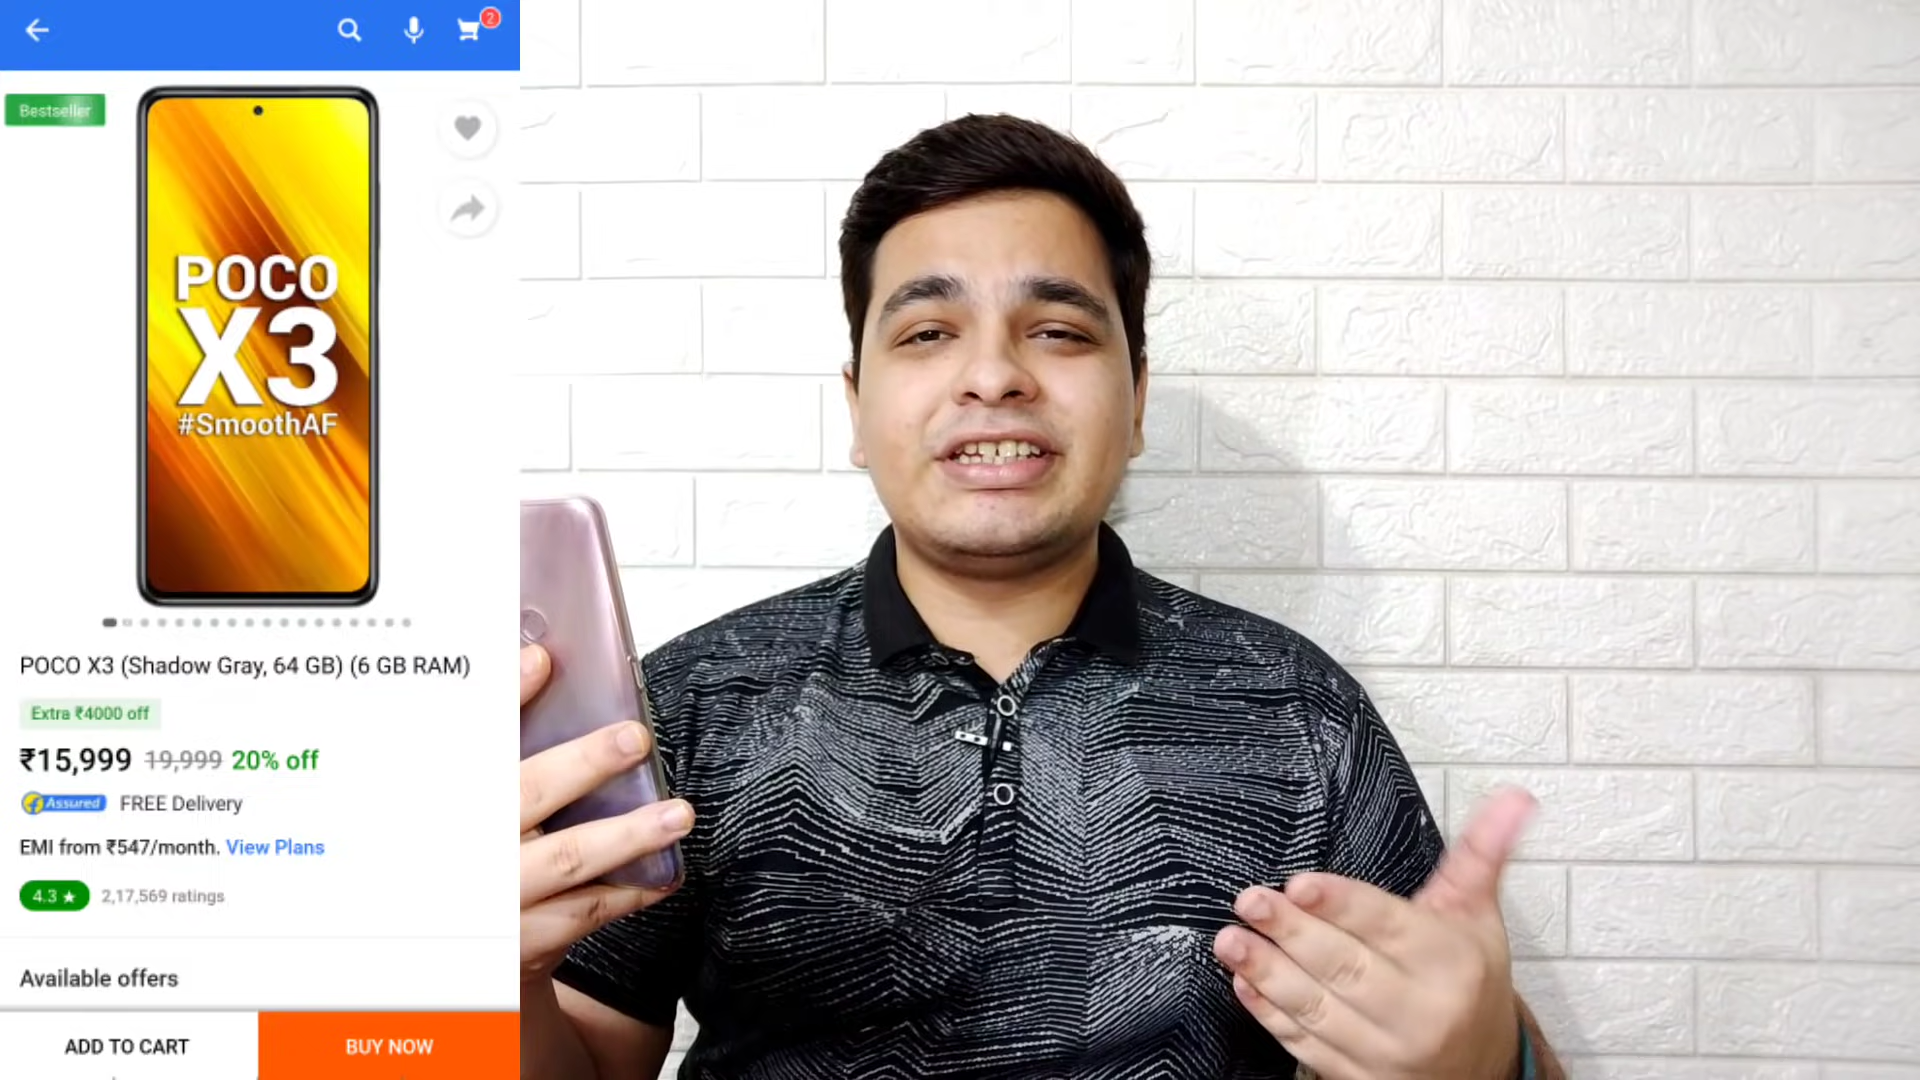 2
Bestseller
POCO
X3
#SmoothAF
POCO X3 (Shadow Gray, 64 GB) (6 GB RAM)
Extra ₹4000 off
₹15,999 19,999 20% off
Assured FREE Delivery
EMI from ₹547/month. View Plans
4.3 ★ 2,17,569 ratings
Available offers
ADD TO CART BUY NOW